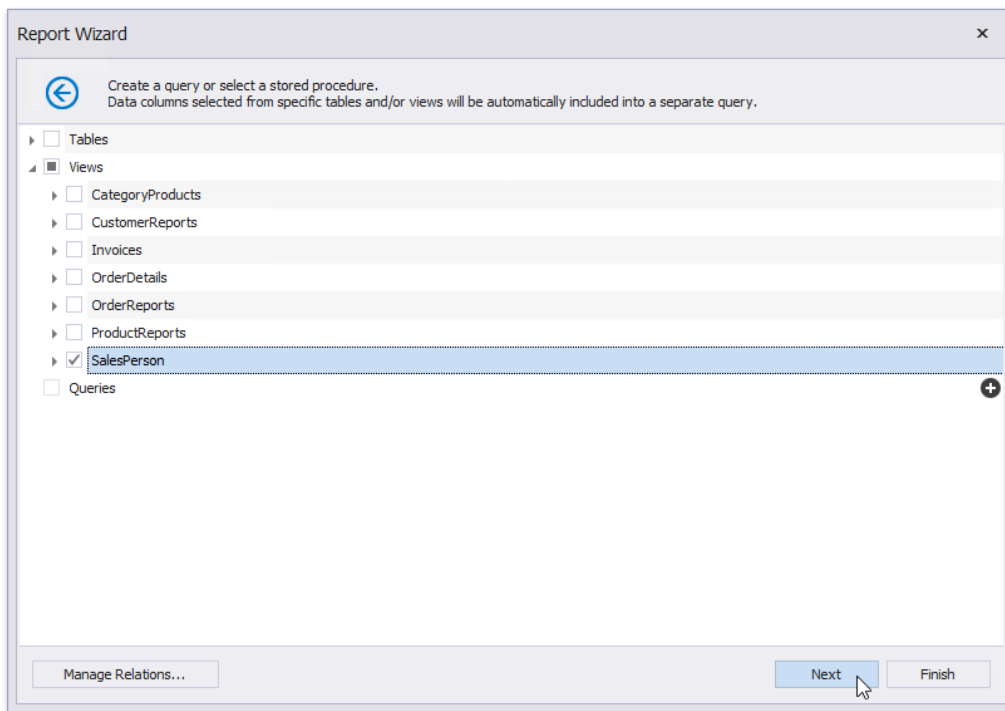 Report Wizard
Create a query or select a stored procedure.
Data columns selected from specific tables and/or views will be automatically included into a separate query.
Tables
Views
CategoryProducts
CustomerReports
Invoices
OrderDetails
OrderReports
ProductReports
SalesPerson
Queries
Manage Relations... Next Finish